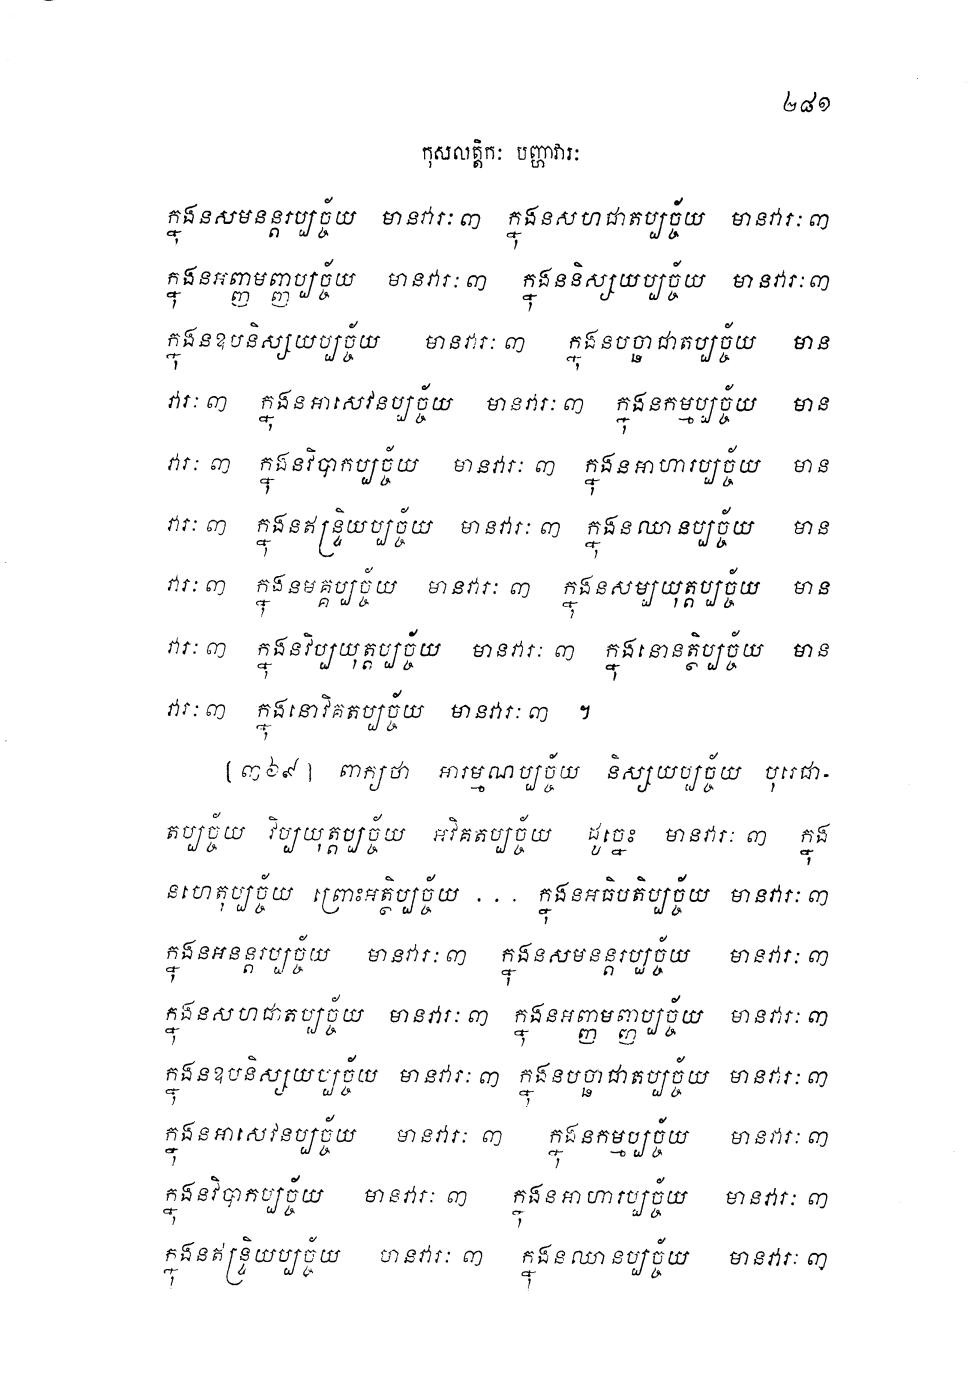 ២៨១
កុសលត្តិកៈ បញ្ហាវារៈ
ក្នុងនសមនន្តរប្បច្ច័យ មានវារៈ ៣ ក្នុងនសហជាតប្បច្ច័យ មានវារៈ ៣
ក្នុងនអញ្ញមញ្ញប្បច្ច័យ មានវារៈ ៣ ក្នុងននិស្សយប្បច្ច័យ មានវារៈ ៣
ក្នុងនឧបនិស្សយប្បច្ច័យ មានវារៈ ៣ ក្នុងនបច្ឆាជាតប្បច្ច័យ មាន
វារៈ ៣ ក្នុងនអាសេវនប្បច្ច័យ មានវារៈ ៣ ក្នុងនកម្មប្បច្ច័យ មាន
វារៈ ៣ ក្នុងនវិបាកប្បច្ច័យ មានវារៈ ៣ ក្នុងនអាហារប្បច្ច័យ មាន
វារៈ ៣ ក្នុងនឥន្ទ្រិយប្បច្ច័យ មានវារៈ ៣ ក្នុងនឈានប្បច្ច័យ មាន
វារៈ ៣ ក្នុងនមគ្គប្បច្ច័យ មានវារៈ ៣ ក្នុងនសម្បយុត្តប្បច្ច័យ មាន
វារៈ ៣ ក្នុងនវិប្បយុត្តប្បច្ច័យ មានវារៈ ៣ ក្នុងនោនត្ថិប្បច្ច័យ មាន
វារៈ ៣ ក្នុងនោវិគតប្បច្ច័យ មានវារៈ ៣ ។
[៣៦៩] ពាក្យថា អារម្មណប្បច្ច័យ និស្សយប្បច្ច័យ បុរេជា-
តប្បច្ច័យ វិប្បយុត្តប្បច្ច័យ អវិគតប្បច្ច័យ ដូច្នេះ មានវារៈ ៣ ក្នុង
នហេតុប្បច្ច័យ ព្រោះអត្ថិប្បច្ច័យ . . . ក្នុងនអធិបតិប្បច្ច័យ មានវារៈ ៣
ក្នុងនអនន្តរប្បច្ច័យ មានវារៈ ៣ ក្នុងនសមនន្តរប្បច្ច័យ មានវារៈ ៣
ក្នុងនសហជាតប្បច្ច័យ មានវារៈ ៣ ក្នុងនអញ្ញមញ្ញប្បច្ច័យ មានវារៈ ៣
ក្នុងនឧបនិស្សយប្បច្ច័យ មានវារៈ ៣ ក្នុងនបច្ឆាជាតប្បច្ច័យ មានវារៈ ៣
ក្នុងនអាសេវនប្បច្ច័យ មានវារៈ ៣ ក្នុងនកម្មប្បច្ច័យ មានវារៈ ៣
ក្នុងនវិបាកប្បច្ច័យ មានវារៈ ៣ ក្នុងនអាហារប្បច្ច័យ មានវារៈ ៣
ក្នុងនឥន្ទ្រិយប្បច្ច័យ មានវារៈ ៣ ក្នុងនឈានប្បច្ច័យ មានវារៈ ៣